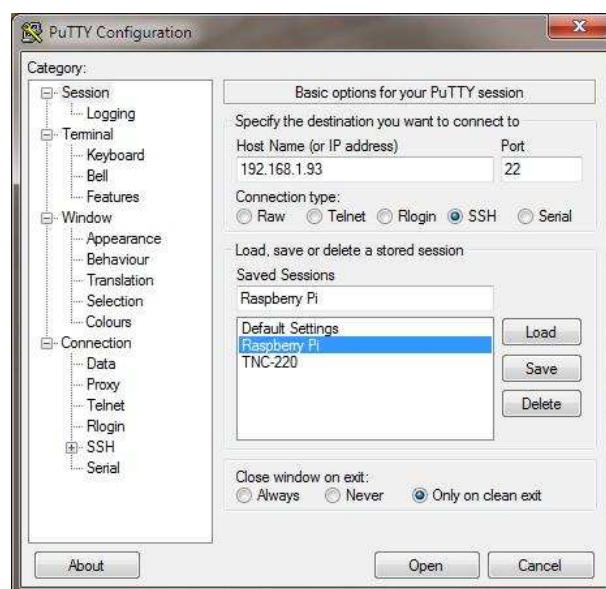 PuTTY Configuration
Category:
Session
Logging
Terminal
Keyboard
Bell
Features
Window
Appearance
Behaviour
Translation
Selection
Colours
Connection
Data
Proxy
Telnet
Rlogin
SSH
Serial
Basic options for your PuTTY session
Specify the destination you want to connect to
Host Name (or IP address) Port
192.168.1.93 22
Connection type:
Raw Telnet Rlogin SSH Serial
Load, save or delete a stored session
Saved Sessions
Raspberry Pi
Default Settings
Raspberry Pi
TNC-220
Load
Save
Delete
Close window on exit:
Always Never Only on clean exit
About Open Cancel